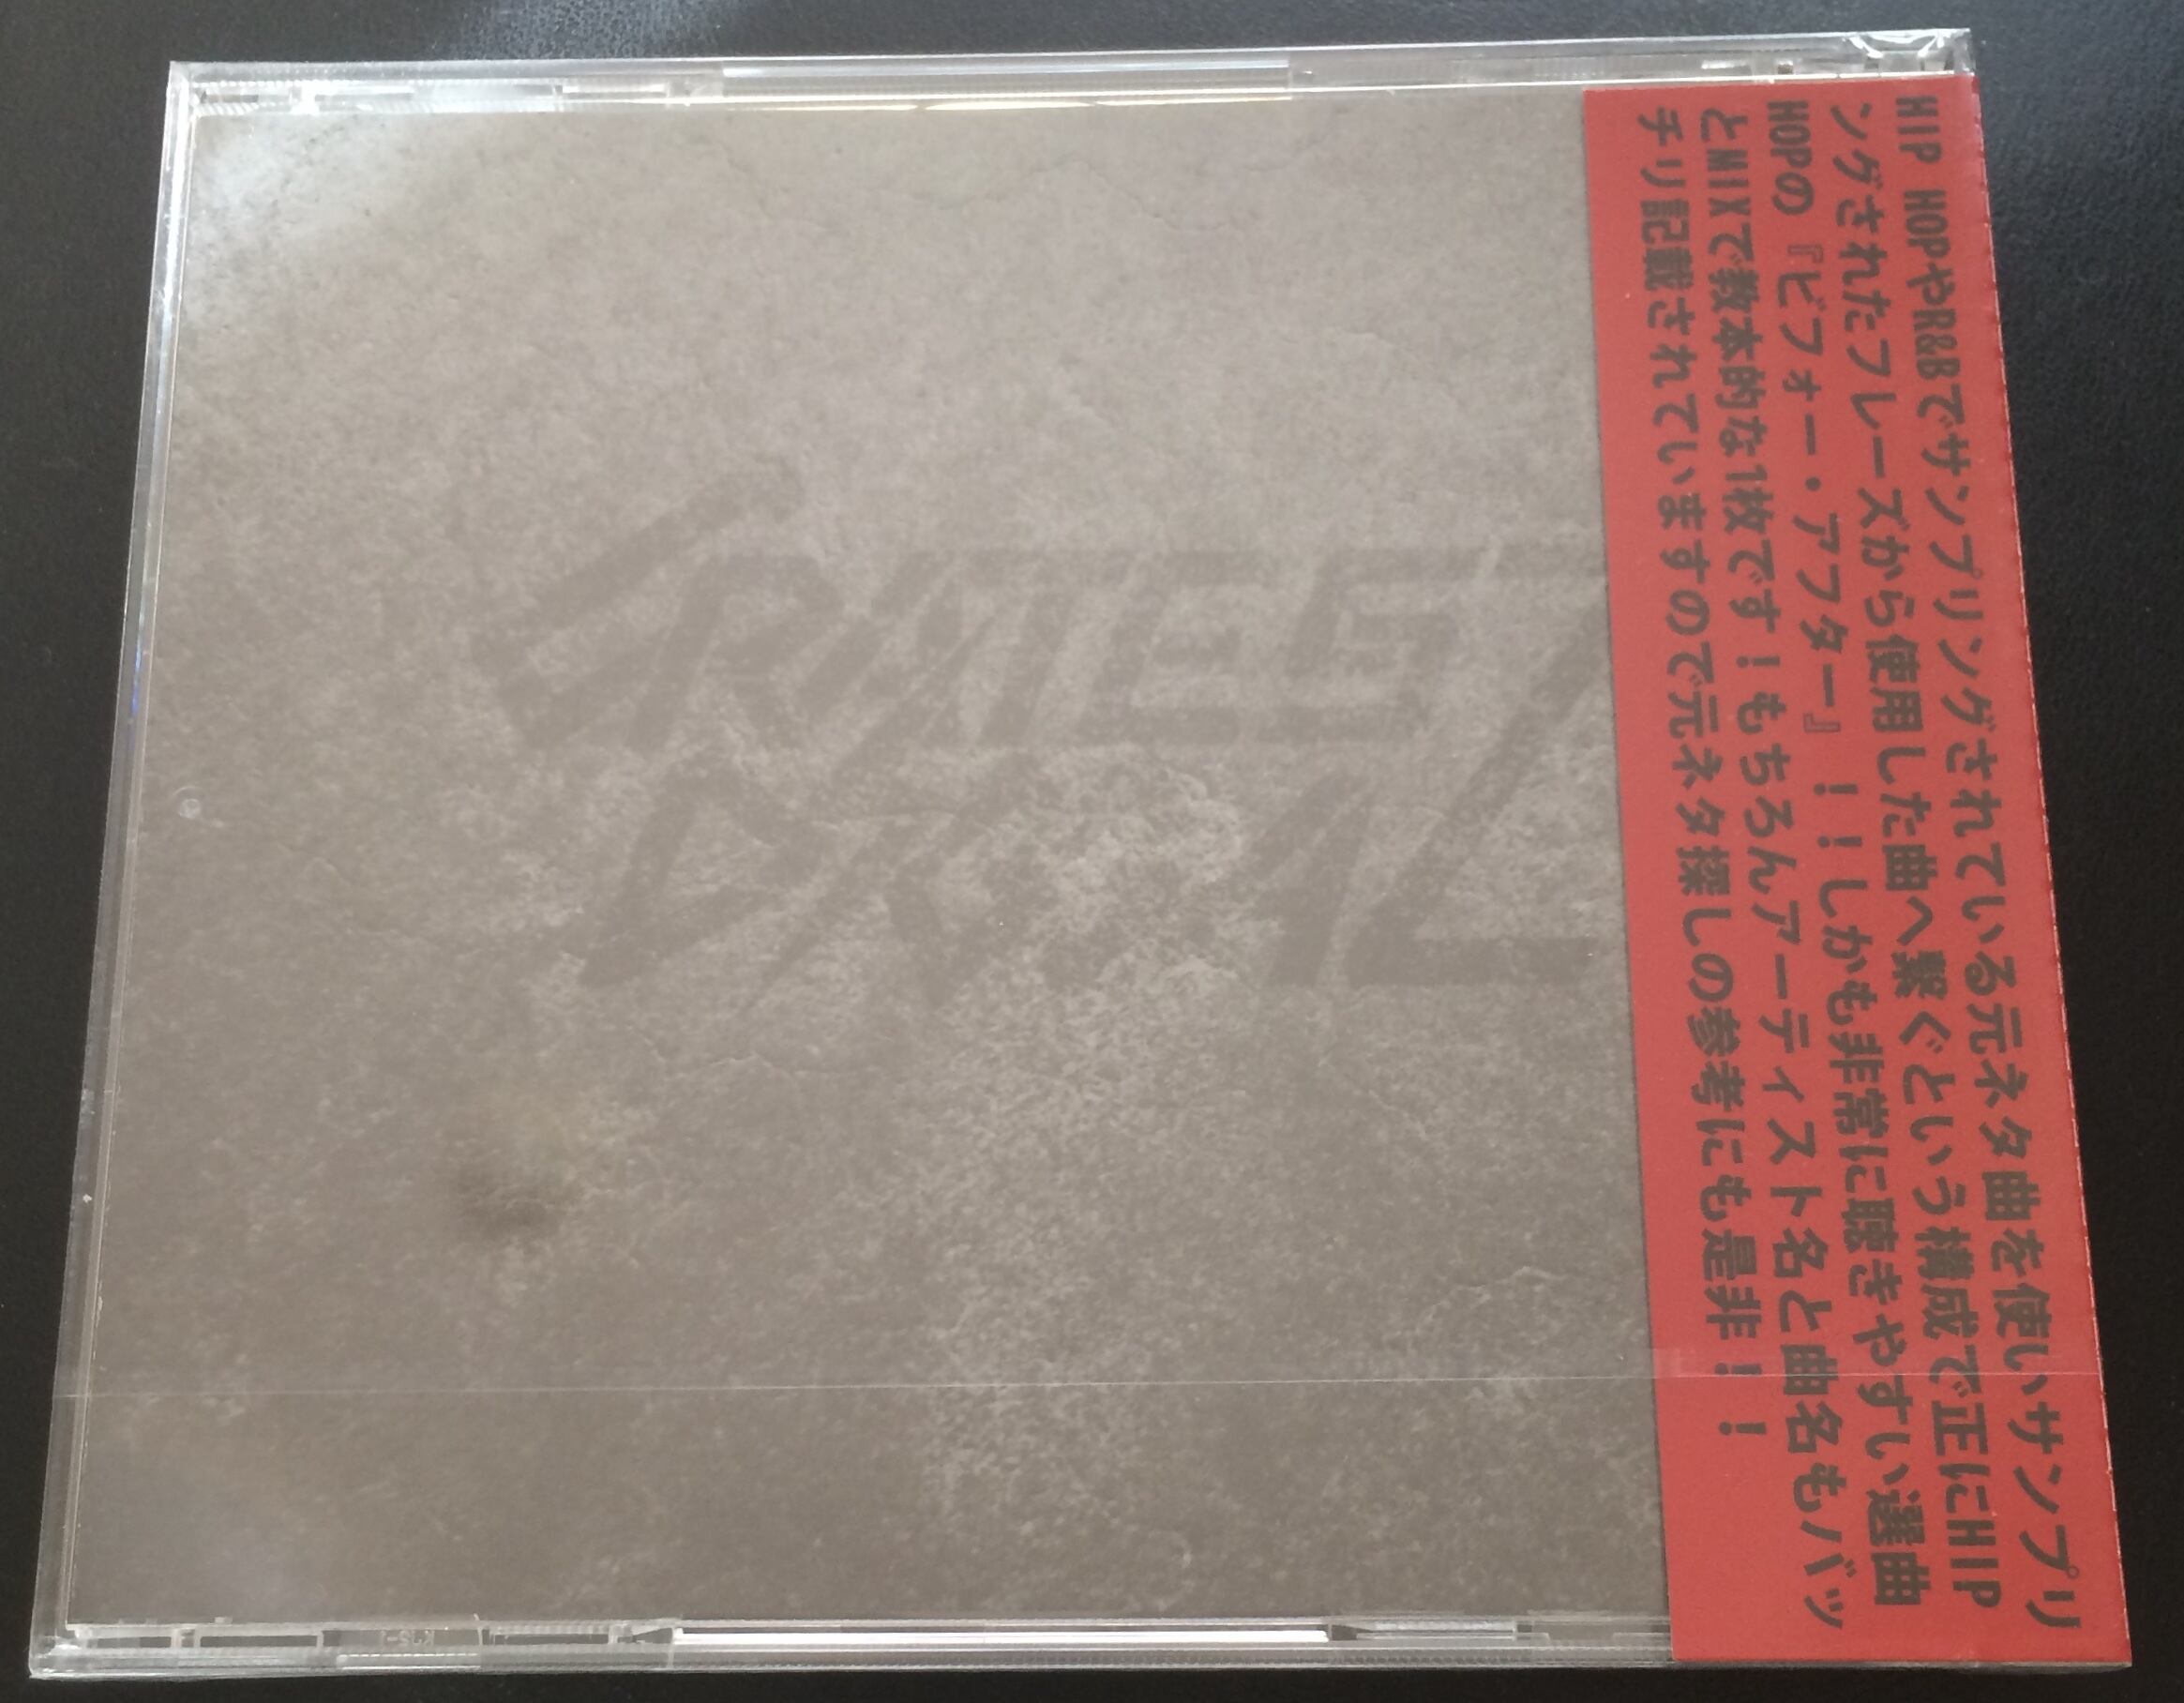 HIP HOPやR&Bでサンプリングされている元ネタ曲を使いサンプリ
ングされたフレーズから使用した曲へ繋ぐという構成で正にHIP
HOPの『ビフォー・アフター』！！しかも非常に聴きやすい選曲
とMIXで教本的な1枚です！もちろんアーティスト名と曲名もバッ
チリ記載されていますので元ネタ探しの参考にも是非！！